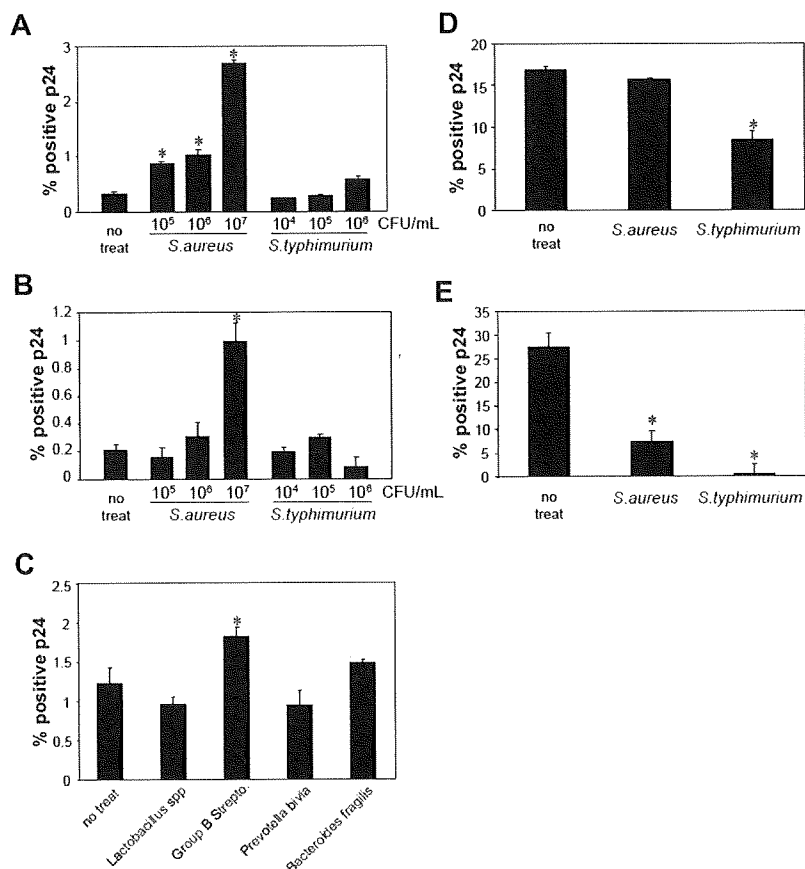 A
% positive p24
3
2
1
0
*
*
*
no treat
10⁵ 10⁶ 10⁷
S.aureus
10⁴ 10⁵ 10⁶
S.typhimurium
CFU/mL
B
% positive p24
1.2
1
0.8
0.6
0.4
0.2
0
*
no treat
10⁵ 10⁶ 10⁷
S.aureus
10⁴ 10⁵ 10⁶
S.typhimurium
CFU/mL
C
% positive p24
2.5
2
1.5
1
0.5
0
*
no treat
Lactobacillus spp
Group B Strepto.
Prevotella bivia
Bacteroides fragilis
D
% positive p24
20
15
10
5
0
*
no treat
S.aureus
S.typhimurium
E
% positive p24
35
30
25
20
15
10
5
0
*
*
no treat
S.aureus
S.typhimurium